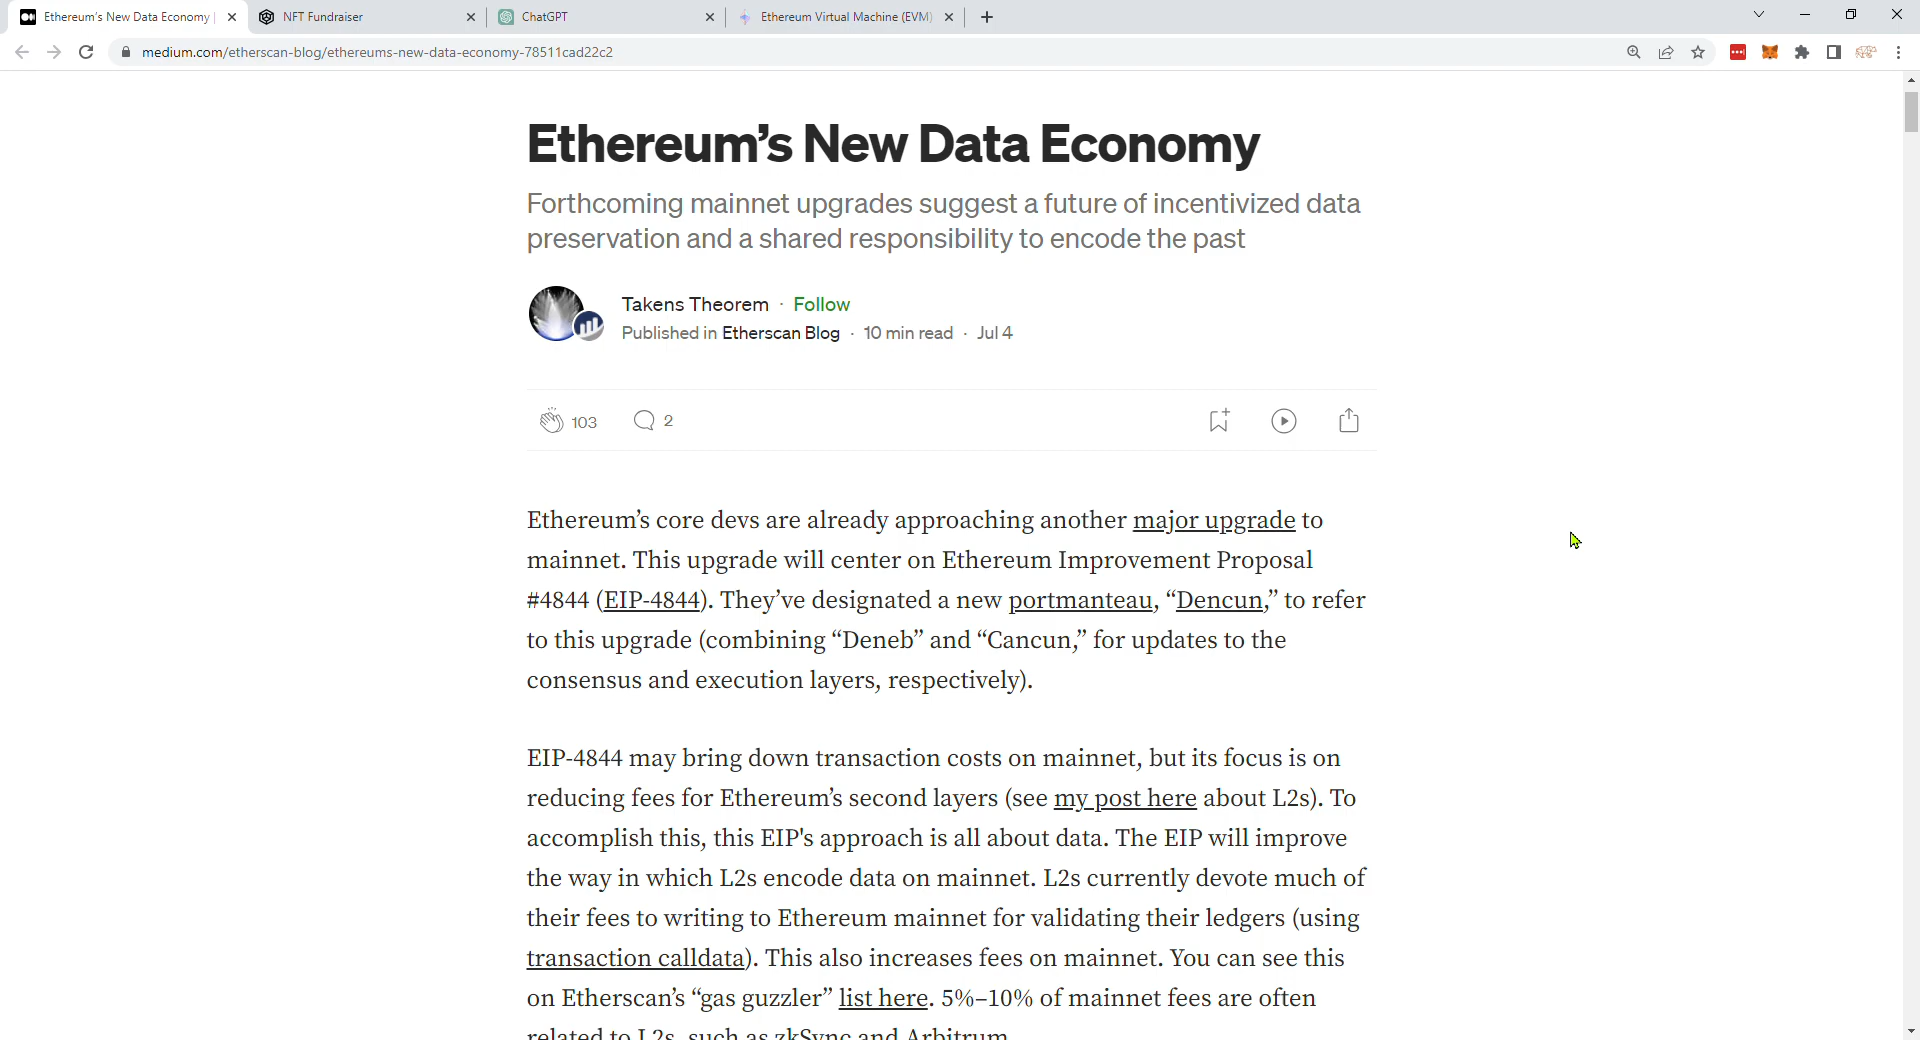 Ethereum's New Data Economy |
NFT Fundraiser
ChatGPT
Ethereum Virtual Machine (EVM)
medium.com/etherscan-blog/ethereums-new-data-economy-78511cad22c2
Ethereum’s New Data Economy
Forthcoming mainnet upgrades suggest a future of incentivized data
preservation and a shared responsibility to encode the past
Takens Theorem · Follow
Published in Etherscan Blog · 10 min read · Jul 4
103 2
Ethereum’s core devs are already approaching another major upgrade to
mainnet. This upgrade will center on Ethereum Improvement Proposal
#4844 (EIP-4844). They’ve designated a new portmanteau, “Dencun,” to refer
to this upgrade (combining “Deneb” and “Cancun,” for updates to the
consensus and execution layers, respectively).
EIP-4844 may bring down transaction costs on mainnet, but its focus is on
reducing fees for Ethereum’s second layers (see my post here about L2s). To
accomplish this, this EIP's approach is all about data. The EIP will improve
the way in which L2s encode data on mainnet. L2s currently devote much of
their fees to writing to Ethereum mainnet for validating their ledgers (using
transaction calldata). This also increases fees on mainnet. You can see this
on Etherscan’s “gas guzzler” list here. 5%–10% of mainnet fees are often
related to L2s, such as zkSync and Arbitrum.